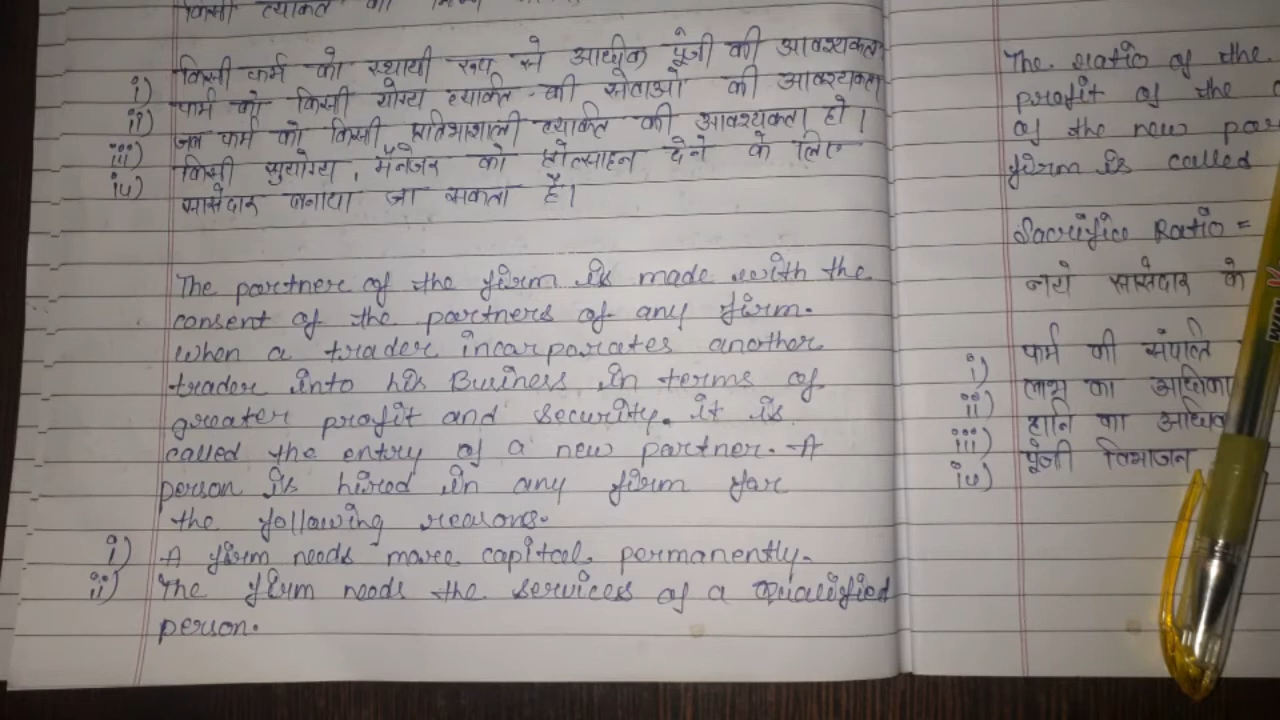 किसी फर्म को स्थायी रूप से आधीक पूंजी की आवश्यकता
i)
ii) फर्म को किसी योग्य व्यक्ति की सेवाओ की आवश्यकता
iii) जब फर्म को किसी प्रतिभाशाली व्यक्ति की आवश्यकता हो।
iv) किसी सुयोग्य, मैनेजर को प्रोत्साहन देने के लिए
साझेदार बनाया जा सकता है।
The partner of the firm is made with the
consent of the partners of any firm.
when a trader incorporates another
trader into his Business in terms of
greater profit and security. it is
called the entry of a new partner. A
person is hired in any firm for
the following reasons.
i) A firm needs more capital permanently.
ii) The firm needs the services of a Qualified
person.
The ratio of the
profit of the
of the new par
firm is called
Sacrifice Ratio =
नये साझेदार के
i) फर्म की संपत्ति
ii) लाभ का अधिका
iii) हानि का अधिक
iv) पूंजी विभाजन